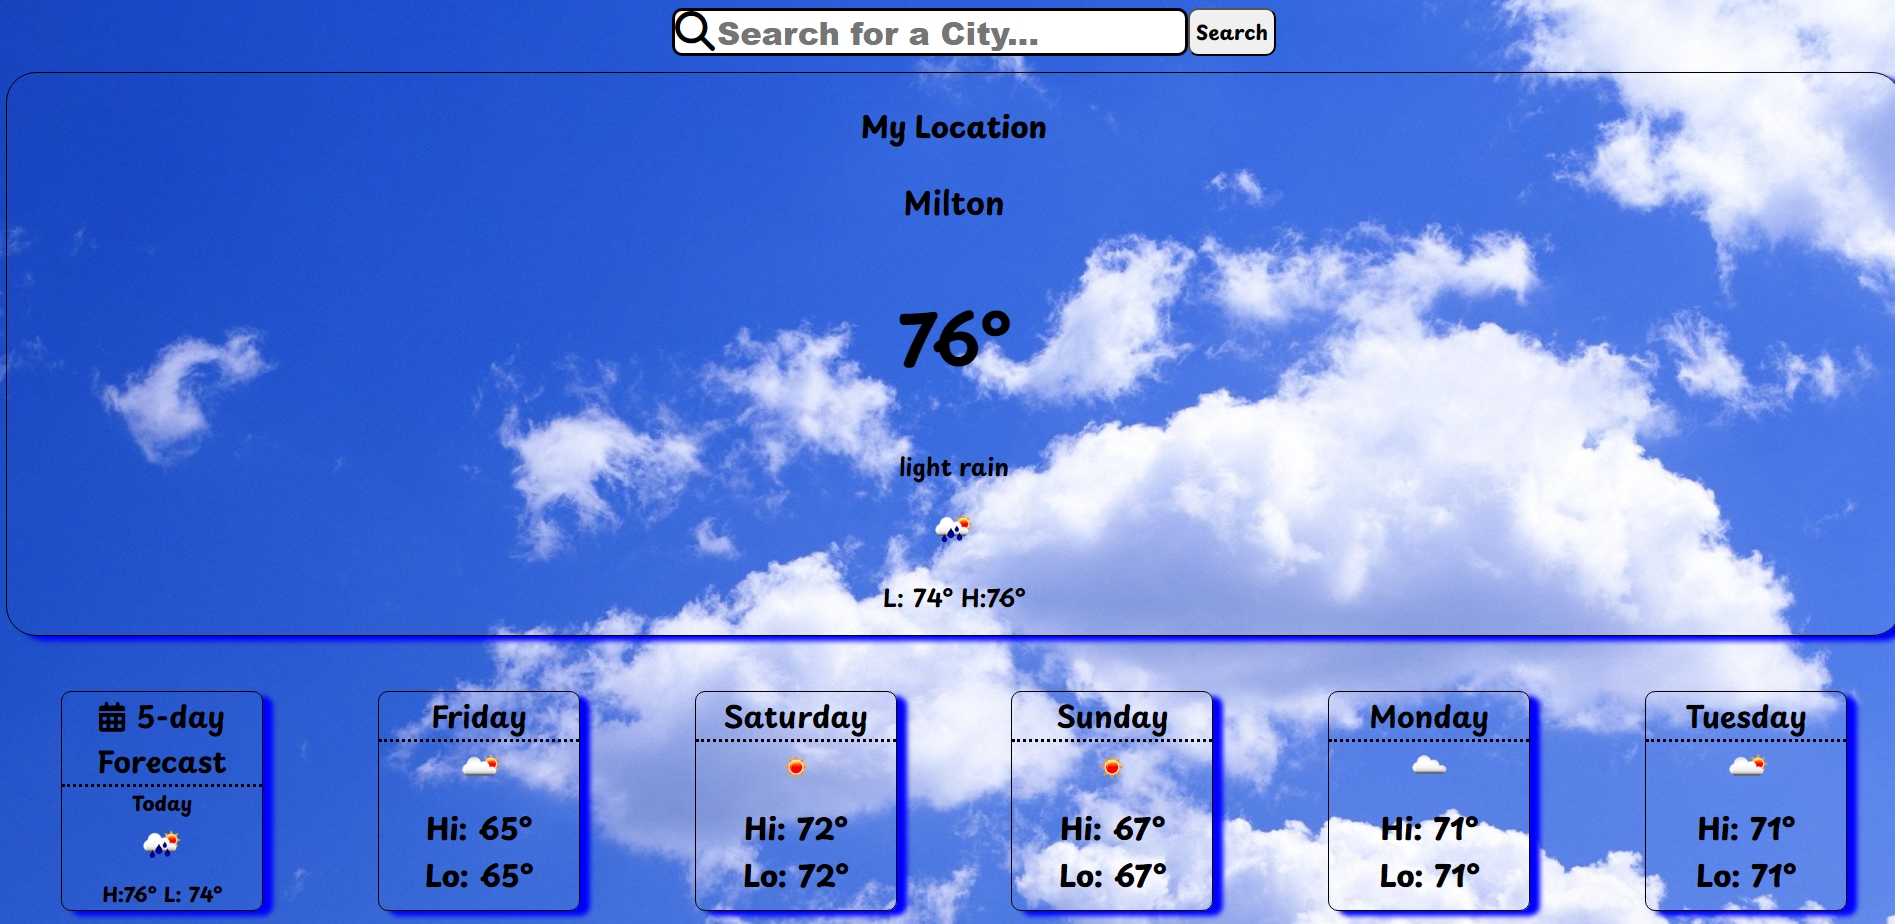 Search for a City...
Search
My Location
Milton
76°
light rain
L: 74° H:76°
5-day
Forecast
Today
H:76° L: 74°
Friday
Hi: 65°
Lo: 65°
Saturday
Hi: 72°
Lo: 72°
Sunday
Hi: 67°
Lo: 67°
Monday
Hi: 71°
Lo: 71°
Tuesday
Hi: 71°
Lo: 71°